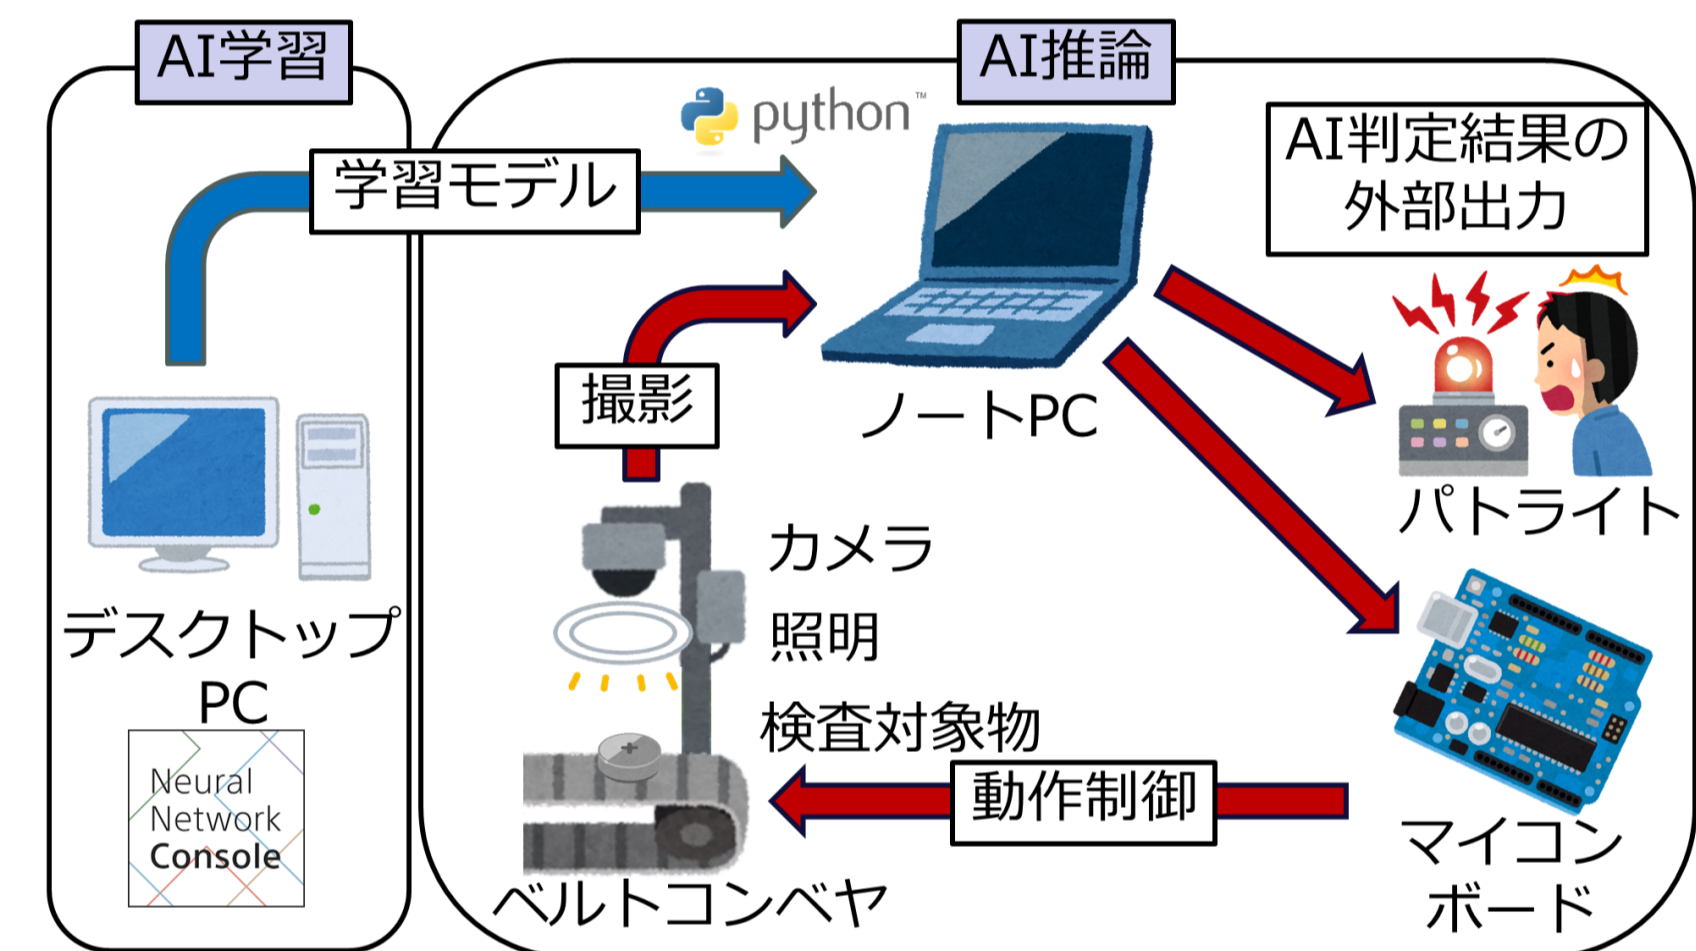 AI学習
AI推論
python™
AI判定結果の
外部出力
学習モデル
撮影
ノートPC
パトライト
カメラ
照明
検査対象物
デスクトップ
PC
Neural
Network
Console
動作制御
ベルトコンベヤ
マイコン
ボード